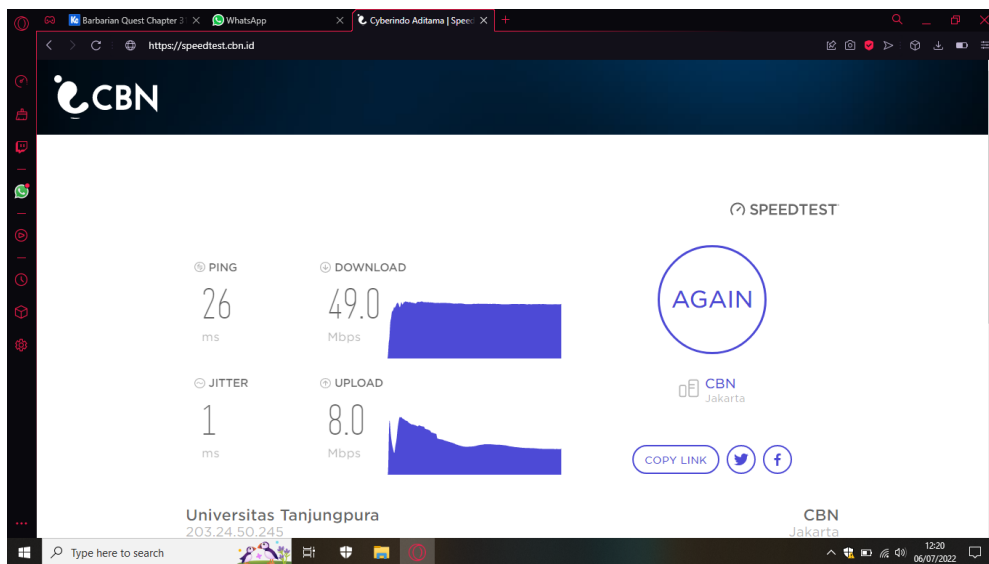 Barbarian Quest Chapter 3
WhatsApp
Cyberindo Aditama | Speed
https://speedtest.cbn.id
CBN
SPEEDTEST
PING
DOWNLOAD
26
49.0
ms
Mbps
AGAIN
JITTER
UPLOAD
CBN
Jakarta
1
8.0
ms
Mbps
COPY LINK
Universitas Tanjungpura
CBN
203.24.50.245
Jakarta
Type here to search
12:20
06/07/2022